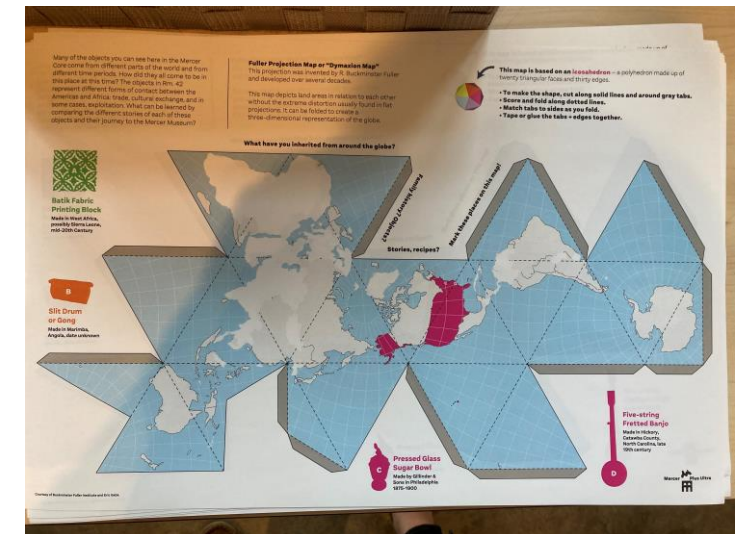 Many of the objects you can see here in the Mercer
Core come from different parts of the world and from
different time periods. How did they all come to be in
this place at this time? The objects in Rm. 42
represent different forms of contact between the
Americas and Africa: trade, cultural exchange, and in
some cases, exploitation. What can be learned by
comparing the different stories of each of these
objects and their journey to the Mercer Museum?
Fuller Projection Map or "Dymaxion Map"
This projection was invented by R. Buckminster Fuller
and developed over several decades.
This map depicts land areas in relation to each other
without the extreme distortion usually found in flat
projections. It can be folded to create a
three-dimensional representation of the globe.
This map is based on an icosohedron – a polyhedron made up of
twenty triangular faces and thirty edges.
• To make the shape, cut along solid lines and around grey tabs.
• Score and fold along dotted lines.
• Match tabs to sides as you fold.
• Tape or glue the tabs + edges together.
What have you inherited from around the globe?
Family history? Objects?
Stories, recipes?
Mark these places on this map!
A
Batik Fabric
Printing Block
Made in West Africa,
possibly Sierra Leone,
mid-20th Century
B
Slit Drum
or Gong
Made in Marimba,
Angola, date unknown
C
Pressed Glass
Sugar Bowl
Made by Gillinder &
Sons in Philadelphia
1875-1900
D
Five-string
Fretted Banjo
Made in Hickory,
Catawba County,
North Carolina, late
19th century
Mercer Plus Ultra
Courtesy of Buckminster Fuller Institute and Eric